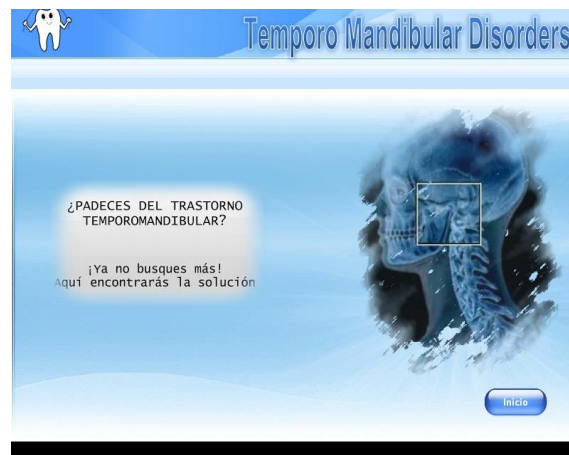 Temporo Mandibular Disorders
¿PADECES DEL TRASTORNO
TEMPOROMANDIBULAR?
¡Ya no busques más!
Aquí encontrarás la solución
Inicio